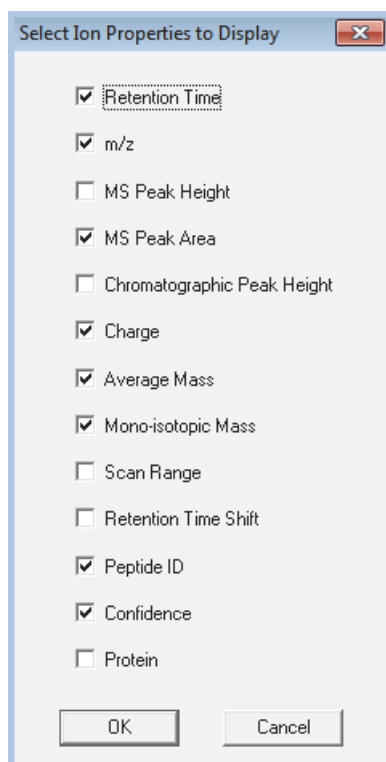 Select Ion Properties to Display
Retention Time
m/z
MS Peak Height
MS Peak Area
Chromatographic Peak Height
Charge
Average Mass
Mono-isotopic Mass
Scan Range
Retention Time Shift
Peptide ID
Confidence
Protein
OK Cancel